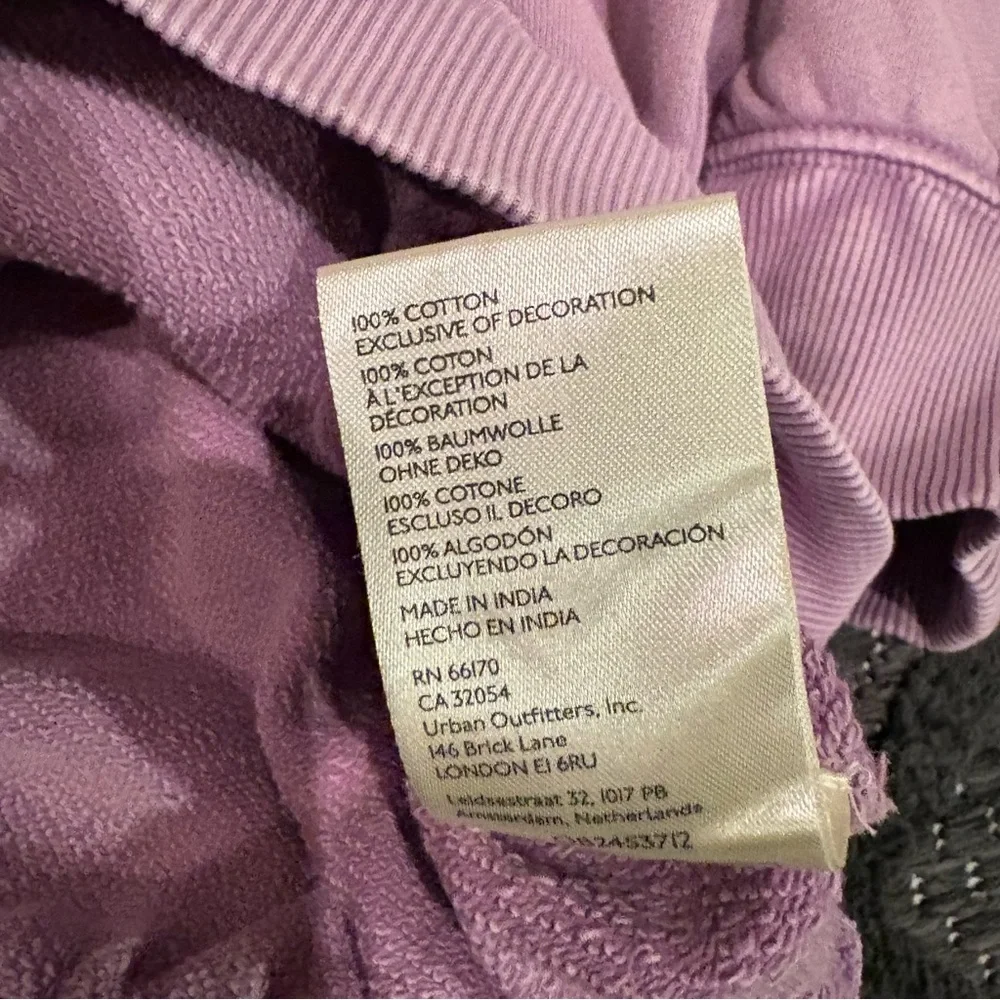 100% COTTON
EXCLUSIVE OF DECORATION
100% COTON
À L'EXCEPTION DE LA
DÉCORATION
100% BAUMWOLLE
OHNE DEKO
100% COTONE
ESCLUSO IL DECORO
100% ALGODÓN
EXCLUYENDO LA DECORACIÓN
MADE IN INDIA
HECHO EN INDIA
RN 66170
CA 32054
Urban Outfitters, Inc.
146 Brick Lane
LONDON E1 6RU
Leidsestraat 32, 1017 PB
Amsterdam, Netherlands